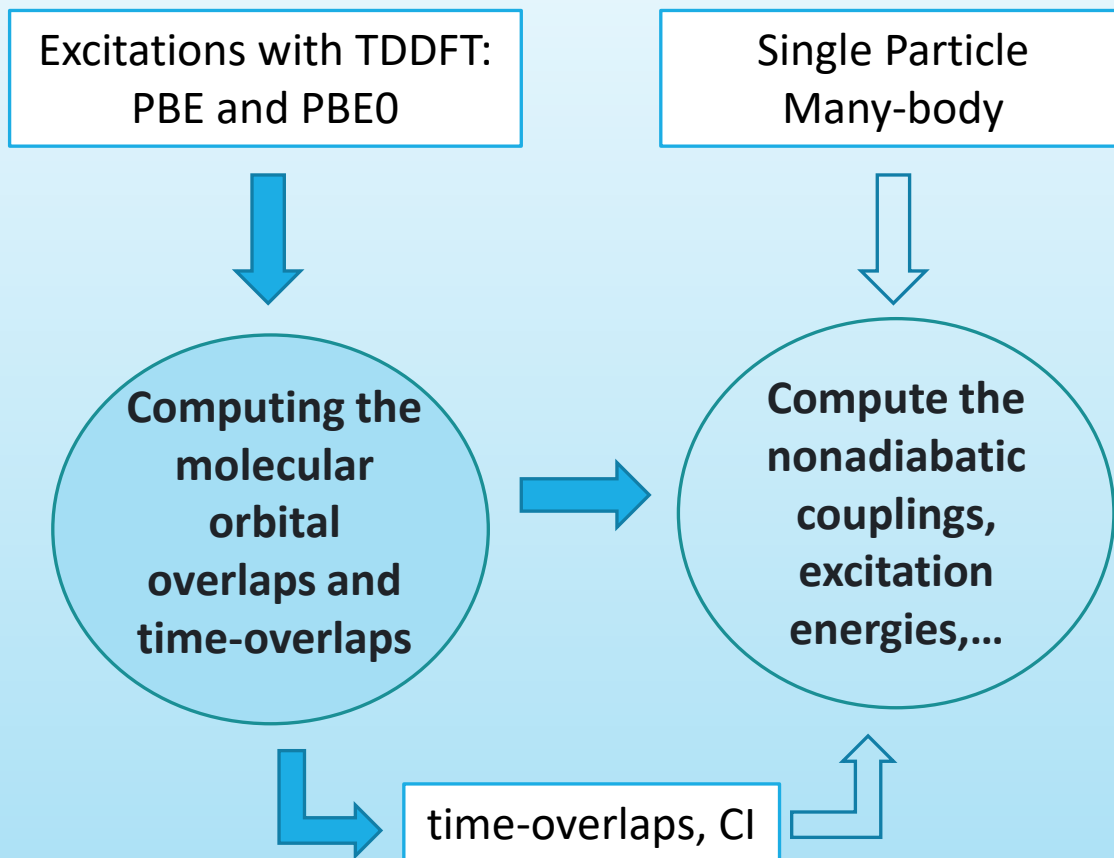 Excitations with TDDFT:
PBE and PBE0
Single Particle
Many-body
Computing the
molecular
orbital
overlaps and
time-overlaps
Compute the
nonadiabatic
couplings,
excitation
energies,...
time-overlaps, CI